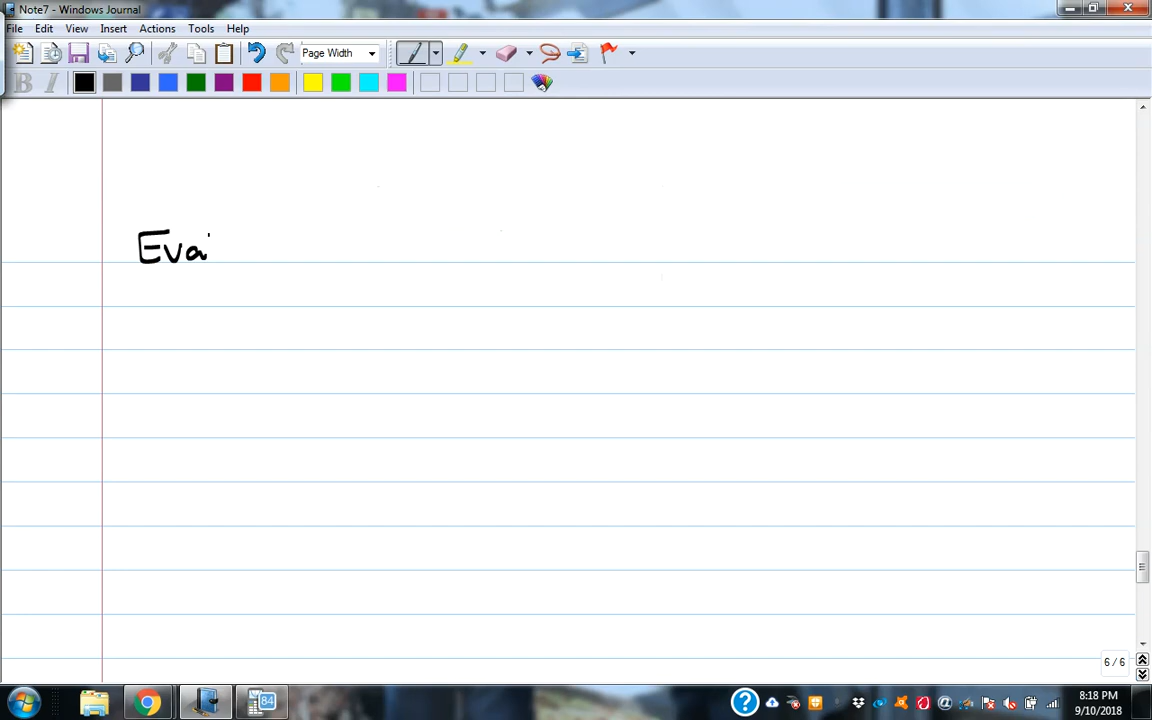 Note7 - Windows Journal
File Edit View Insert Actions Tools Help
Page Width
B I
Eva
6 / 6
84
8:18 PM
9/10/2018